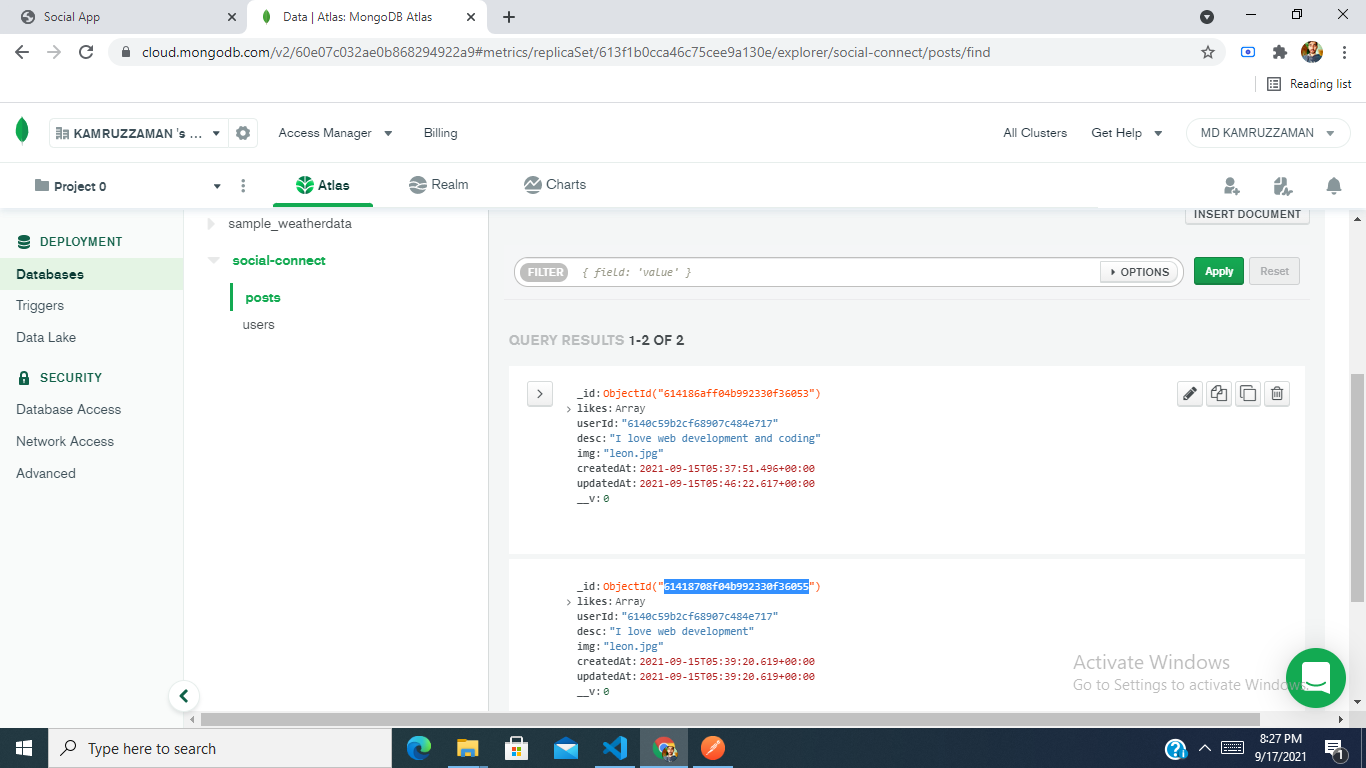 Social App
Data | Atlas: MongoDB Atlas
cloud.mongodb.com/v2/60e07c032ae0b868294922a9#metrics/replicaSet/613f1b0cca46c75cee9a130e/explorer/social-connect/posts/find
Reading list
KAMRUZZAMAN 's ...
Access Manager
Billing
All Clusters
Get Help
MD KAMRUZZAMAN
Project 0
Atlas
Realm
Charts
DEPLOYMENT
Databases
Triggers
Data Lake
SECURITY
Database Access
Network Access
Advanced
sample_weatherdata
social-connect
posts
users
INSERT DOCUMENT
FILTER { field: 'value' } OPTIONS Apply Reset
QUERY RESULTS 1-2 OF 2
_id: ObjectId("614186aff04b992330f36053")
likes: Array
userId: "6140c59b2cf68907c484e717"
desc: "I love web development and coding"
img: "leon.jpg"
createdAt: 2021-09-15T05:37:51.496+00:00
updatedAt: 2021-09-15T05:46:22.617+00:00
__v: 0
_id: ObjectId("61418708f04b992330f36055")
likes: Array
userId: "6140c59b2cf68907c484e717"
desc: "I love web development"
img: "leon.jpg"
createdAt: 2021-09-15T05:39:20.619+00:00
updatedAt: 2021-09-15T05:39:20.619+00:00
__v: 0
Activate Windows
Go to Settings to activate Windows.
Type here to search
8:27 PM
9/17/2021
1